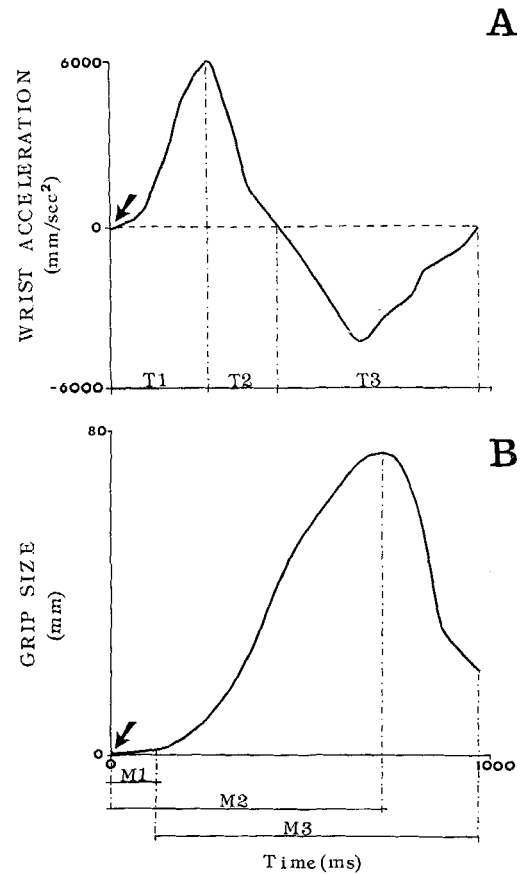 A
6000
WRIST ACCELERATION
(mm/scc²)
0
-6000
T1 T2 T3
80
B
GRIP SIZE
(mm)
0
0 1000
M1
M2
M3
Time (ms)